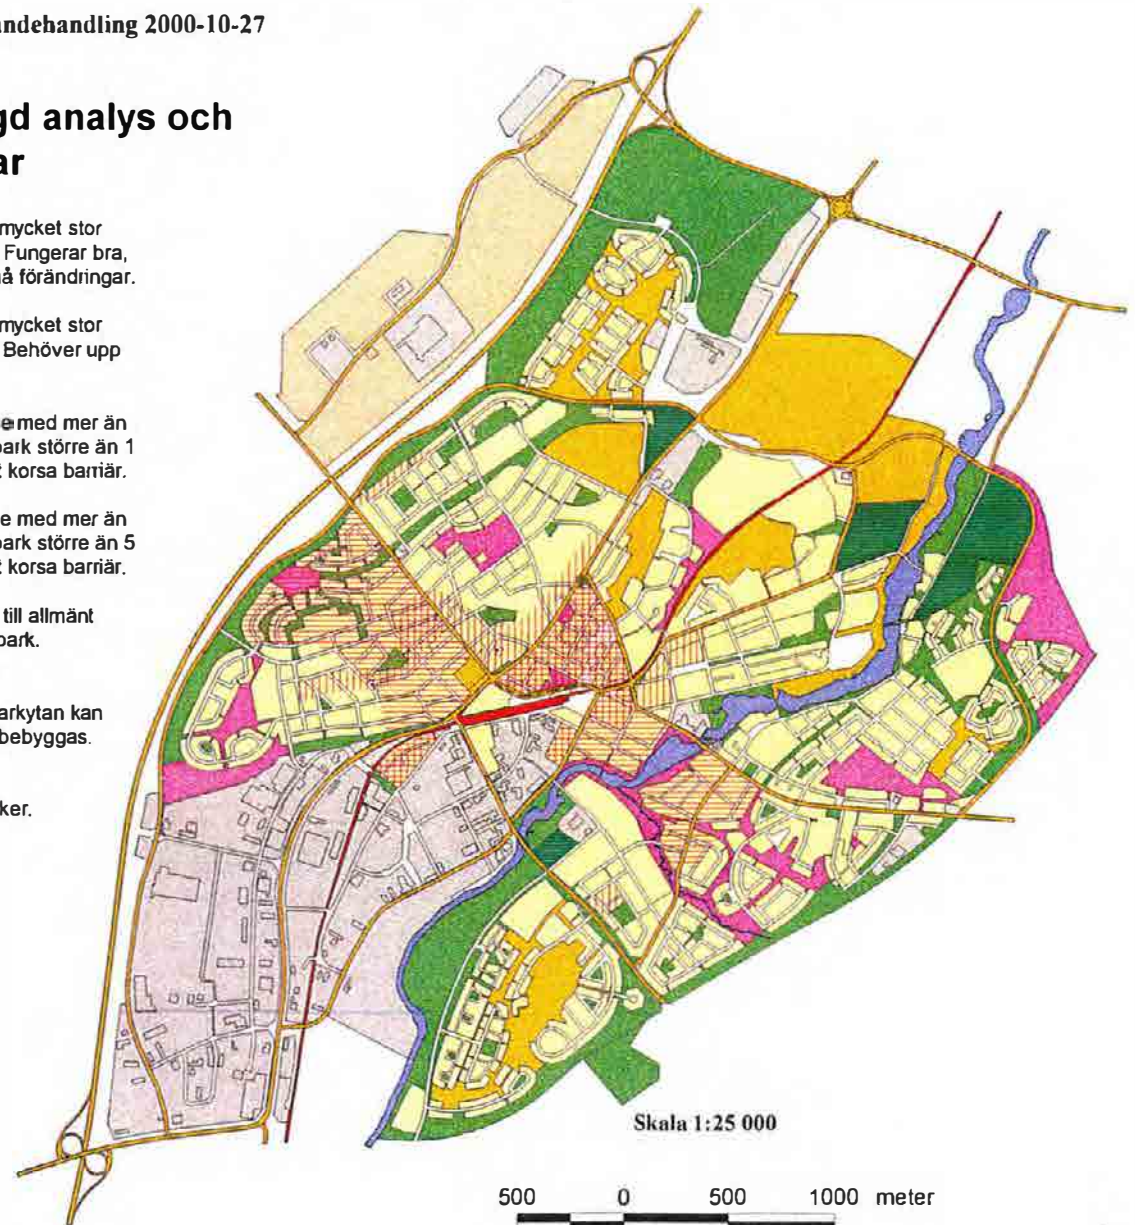 andehandling 2000-10-27
gd analys och
ar
mycket stor
Fungerar bra,
å förändringar.
mycket stor
Behöver upp
e med mer än
park större än 1
t korsa barriär.
e med mer än
park större än 5
t korsa barriär.
till allmänt
park.
arkytan kan
bebyggas.
ker.
Skala 1:25 000
500 0 500 1000 meter